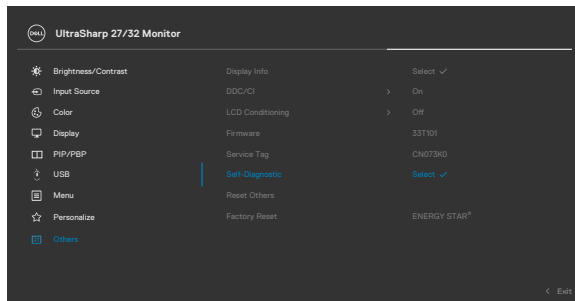 DELL UltraSharp 27/32 Monitor
Brightness/Contrast Display Info Select ✓
Input Source DDC/CI > On
Color LCD Conditioning > Off
Display Firmware 33T101
PIP/PBP Service Tag CN073K0
USB Self-Diagnostic Select ✓
Menu Reset Others
Personalize Factory Reset ENERGY STAR®
Others
< Exit